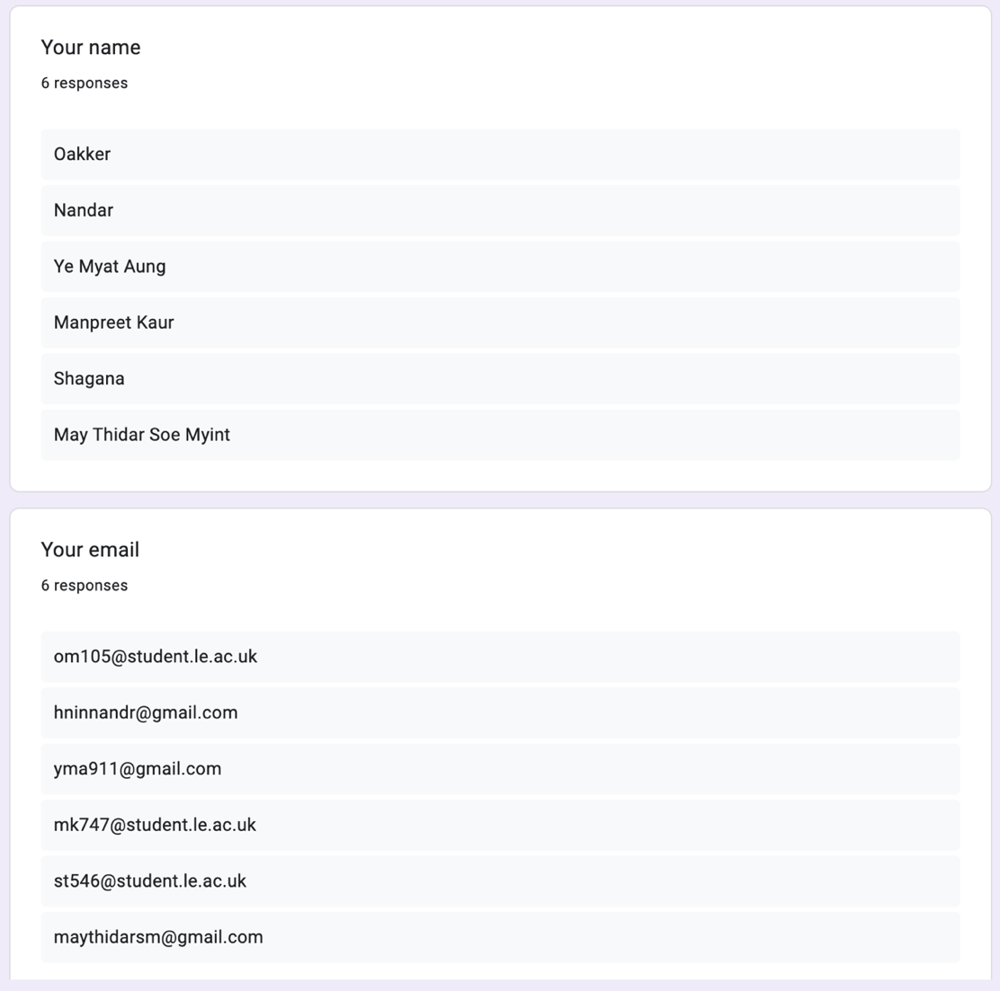 Your name
6 responses
Oakker
Nandar
Ye Myat Aung
Manpreet Kaur
Shagana
May Thidar Soe Myint
Your email
6 responses
om105@student.le.ac.uk
hninnandr@gmail.com
yma911@gmail.com
mk747@student.le.ac.uk
st546@student.le.ac.uk
maythidarsm@gmail.com